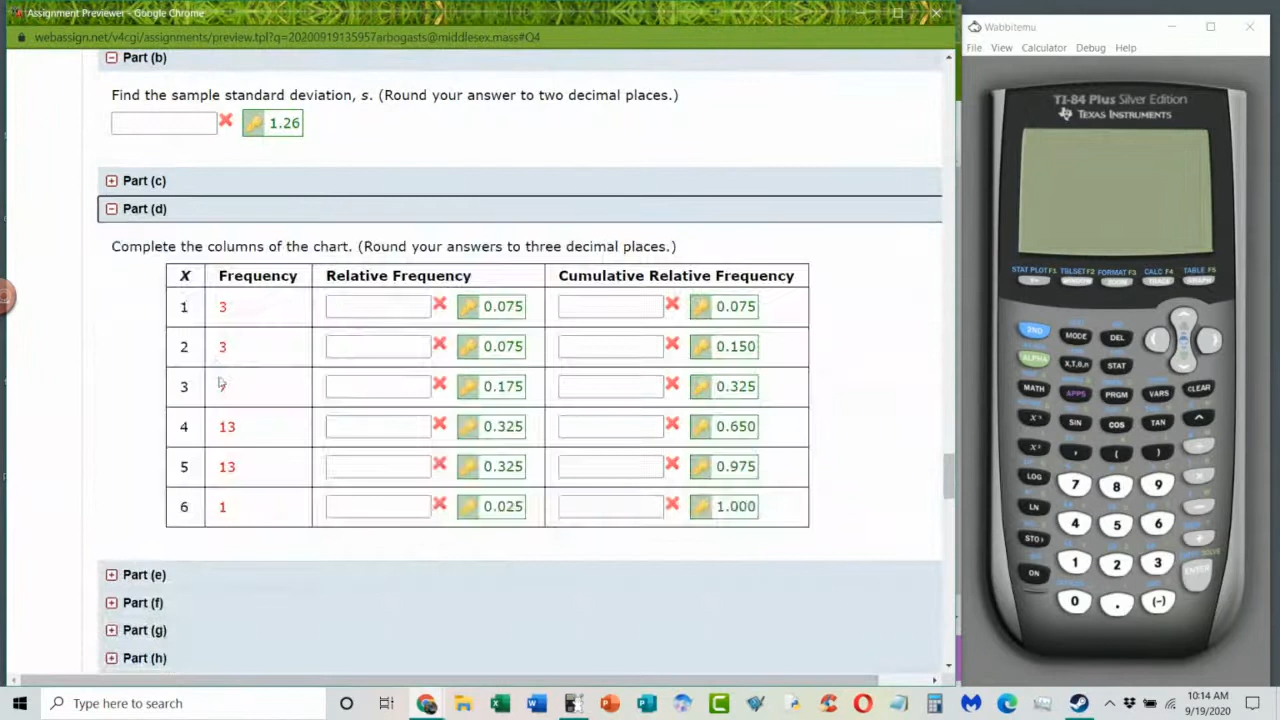 Assignment Previewer - Google Chrome
webassign.net/v4cgi/assignments/preview.tpl?q=20200919135957arbogasts@middlesex.mass#Q4
Part (b)
Find the sample standard deviation, s. (Round your answer to two decimal places.)
1.26
Part (c)
Part (d)
Complete the columns of the chart. (Round your answers to three decimal places.)
X Frequency Relative Frequency Cumulative Relative Frequency
1 3 0.075 0.075
2 3 0.075 0.150
3 7 0.175 0.325
4 13 0.325 0.650
5 13 0.325 0.975
6 1 0.025 1.000
Part (e)
Part (f)
Part (g)
Part (h)
Wabbitemu
File View Calculator Debug Help
TI-84 Plus Silver Edition
TEXAS INSTRUMENTS
STAT PLOT F1 TBLSET F2 FORMAT F3 CALC F4 TABLE F5
Y= WINDOW ZOOM TRACE GRAPH
2ND MODE DEL
ALPHA X,T,θ,n STAT
MATH APPS PRGM VARS CLEAR
SIN COS TAN ^
, ( )
LOG 7 8 9
LN 4 5 6
STO 1 2 3
ON 0 . (-) ENTER
Type here to search
10:14 AM
9/19/2020